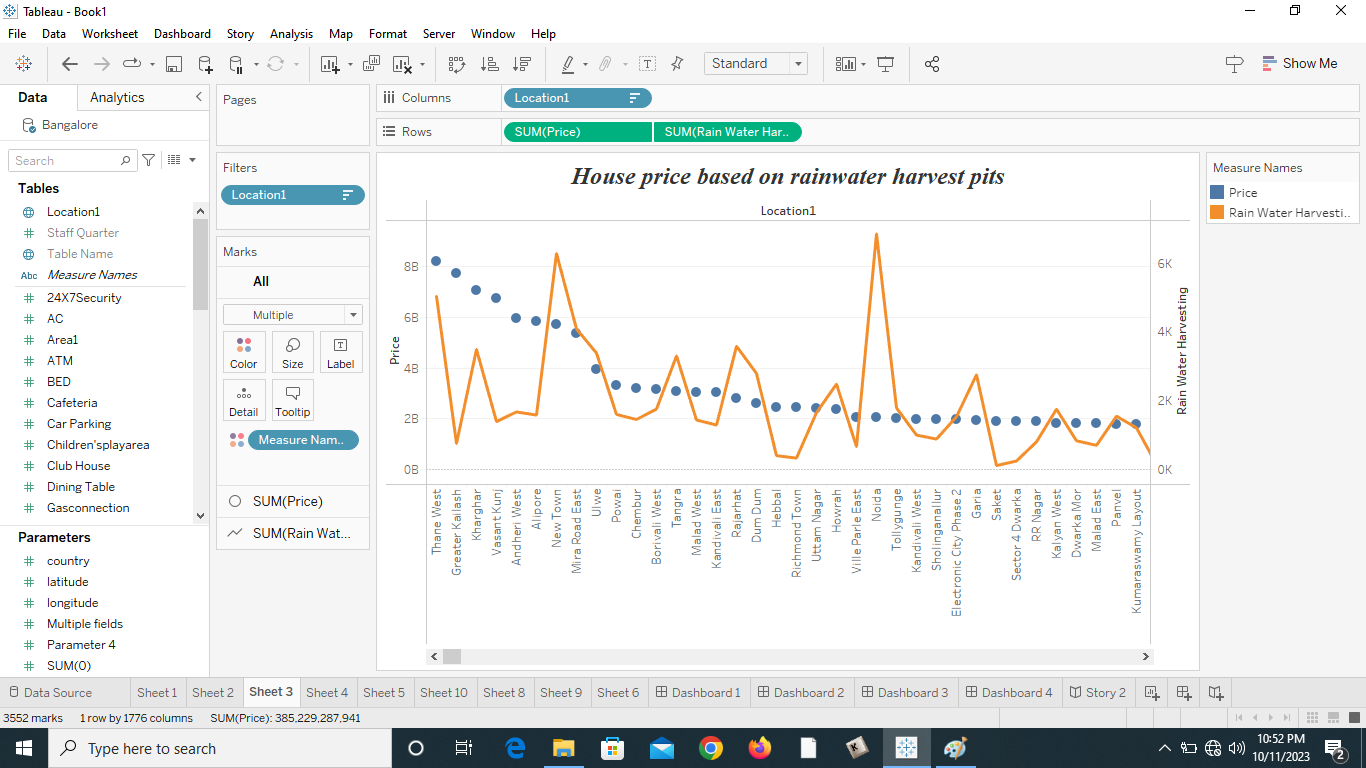 Tableau - Book1
File Data Worksheet Dashboard Story Analysis Map Format Server Window Help
Standard
Show Me
Data Analytics
Bangalore
Search
Tables
Location1
Staff Quarter
Table Name
Abc Measure Names
24X7Security
AC
Area1
ATM
BED
Cafeteria
Car Parking
Children'splayarea
Club House
Dining Table
Gasconnection
Parameters
country
latitude
longitude
Multiple fields
Parameter 4
SUM(0)
Pages
Filters
Location1
Marks
All
Multiple
Color Size Label
Detail Tooltip
Measure Nam..
SUM(Price)
SUM(Rain Wat...
Columns Location1
Rows SUM(Price) SUM(Rain Water Har..
House price based on rainwater harvest pits
Location1
8B
6B
4B
2B
0B
Price
6K
4K
2K
0K
Rain Water Harvesting
Thane West
Greater Kailash
Kharghar
Vasant Kunj
Andheri West
Alipore
New Town
Mira Road East
Ulwe
Powai
Chembur
Borivali West
Tangra
Malad West
Kandivali East
Rajarhat
Dum Dum
Hebbal
Richmond Town
Uttam Nagar
Howrah
Ville Parle East
Noida
Tollygunge
Kandivali West
Sholinganallur
Electronic City Phase 2
Garia
Saket
Sector 4 Dwarka
RR Nagar
Kalyan West
Dwarka Mor
Malad East
Panvel
Kumaraswamy Layout
Measure Names
Price
Rain Water Harvesti..
Data Source Sheet 1 Sheet 2 Sheet 3 Sheet 4 Sheet 5 Sheet 10 Sheet 8 Sheet 9 Sheet 6 Dashboard 1 Dashboard 2 Dashboard 3 Dashboard 4 Story 2
3552 marks 1 row by 1776 columns SUM(Price): 385,229,287,941
Type here to search
10:52 PM
10/11/2023
2